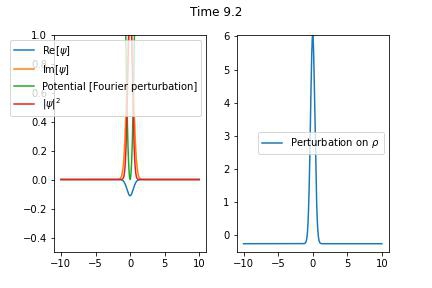 Time 9.2
Re[ψ]
Im[ψ]
Potential [Fourier perturbation]
|ψ|²
1.0
0.8
0.6
0.4
0.2
0.0
−0.2
−0.4
−10 −5 0 5 10
Perturbation on ρ
6
5
4
3
2
1
0
−10 −5 0 5 10